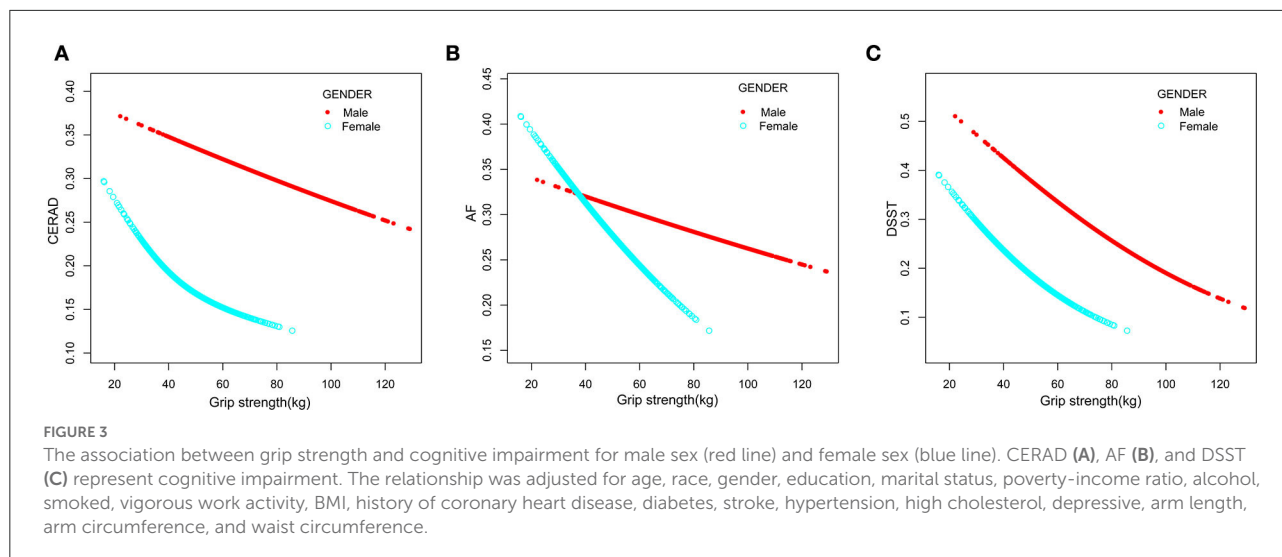 A
CERAD
0.40
0.35
0.30
0.25
0.20
0.15
0.10
GENDER
Male
Female
20 40 60 80 100 120
Grip strength(kg)
B
AF
0.45
0.40
0.35
0.30
0.25
0.20
0.15
GENDER
Male
Female
20 40 60 80 100 120
Grip strength(kg)
C
DSST
0.5
0.4
0.3
0.2
0.1
GENDER
Male
Female
20 40 60 80 100 120
Grip strength(kg)
FIGURE 3
The association between grip strength and cognitive impairment for male sex (red line) and female sex (blue line). CERAD (A), AF (B), and DSST
(C) represent cognitive impairment. The relationship was adjusted for age, race, gender, education, marital status, poverty-income ratio, alcohol,
smoked, vigorous work activity, BMI, history of coronary heart disease, diabetes, stroke, hypertension, high cholesterol, depressive, arm length,
arm circumference, and waist circumference.